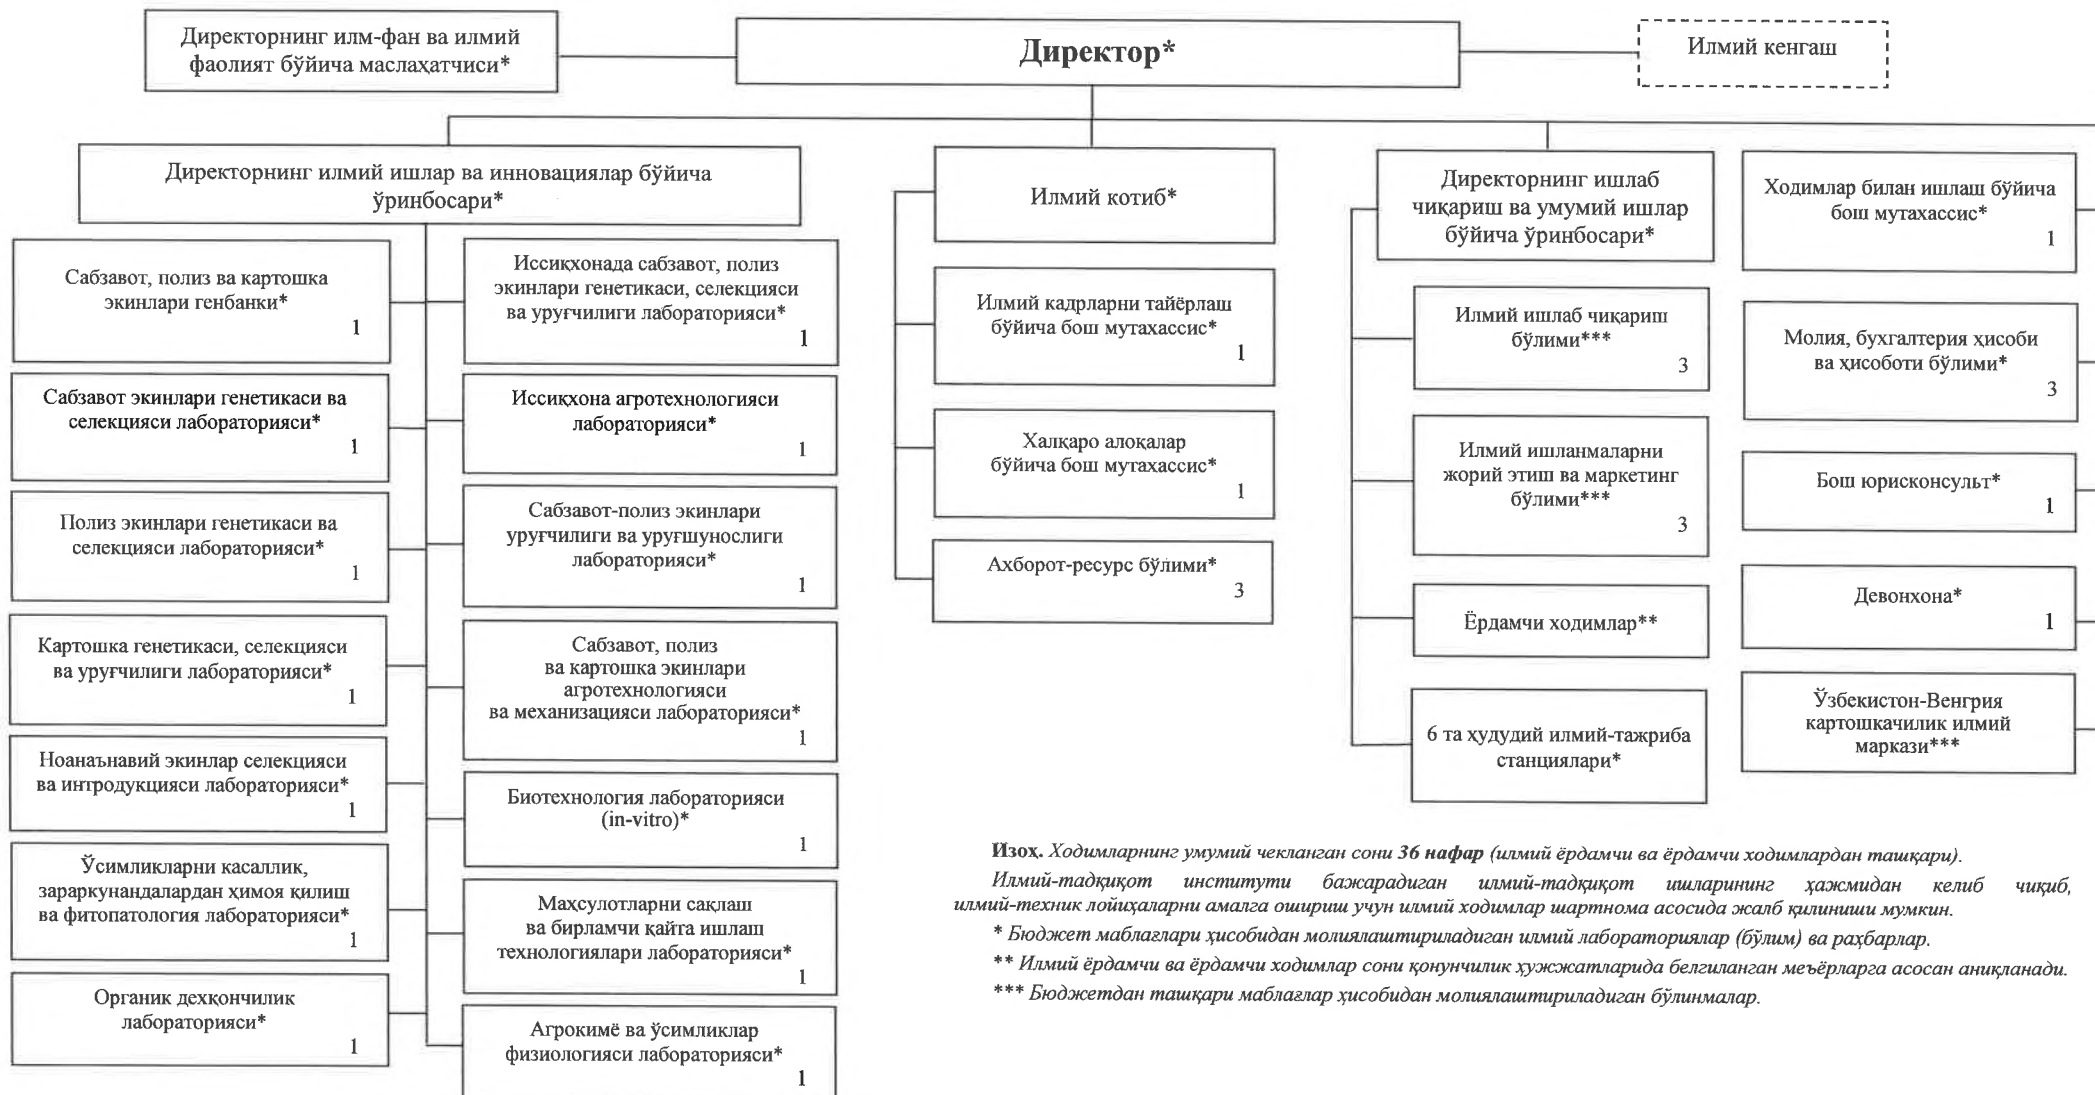 Директорнинг илм-фан ва илмий
фаолият бўйича маслаҳатчиси*
Директор*
Илмий кенгаш
Директорнинг илмий ишлар ва инновациялар бўйича
ўринбосари*
Сабзавот, полиз ва картошка
экинлари генбанки*
1
Сабзавот экинлари генетикаси ва
селекцияси лабораторияси*
1
Полиз экинлари генетикаси ва
селекцияси лабораторияси*
1
Картошка генетикаси, селекцияси
ва уруғчилиги лабораторияси*
1
Ноанънавий экинлар селекцияси
ва интродукцияси лабораторияси*
1
Ўсимликларни касаллик,
зараркунандалардан ҳимоя қилиш
ва фитопатология лабораторияси*
1
Органик деҳқончилик
лабораторияси*
1
Иссиқхонада сабзавот, полиз
экинлари генетикаси, селекцияси
ва уруғчилиги лабораторияси*
1
Иссиқхона агротехнологияси
лабораторияси*
1
Сабзавот-полиз экинлари
уруғчилиги ва уруғшунослиги
лабораторияси*
1
Сабзавот, полиз
ва картошка экинлари
агротехнологияси
ва механизацияси лабораторияси*
1
Биотехнология лабораторияси
(in-vitro)*
1
Маҳсулотларни сақлаш
ва бирламчи қайта ишлаш
технологиялари лабораторияси*
1
Агрокимё ва ўсимликлар
физиологияси лабораторияси*
1
Илмий котиб*
Илмий кадрларни тайёрлаш
бўйича бош мутахассис*
1
Халқаро алоқалар
бўйича бош мутахассис*
1
Ахборот-ресурс бўлими*
3
Директорнинг ишлаб
чиқариш ва умумий ишлар
бўйича ўринбосари*
Илмий ишлаб чиқариш
бўлими***
3
Илмий ишланмаларни
жорий этиш ва маркетинг
бўлими***
3
Ёрдамчи ходимлар**
6 та ҳудудий илмий-тажриба
станциялари*
Ходимлар билан ишлаш бўйича
бош мутахассис*
1
Молия, бухгалтерия ҳисоби
ва ҳисоботи бўлими*
3
Бош юрисконсульт*
1
Девонхона*
1
Ўзбекистон-Венгрия
картошкачилик илмий
маркази***
Изоҳ. Ходимларнинг умумий чекланган сони 36 нафар (илмий ёрдамчи ва ёрдамчи ходимлардан ташқари).
Илмий-тадқиқот институти бажарадиган илмий-тадқиқот ишларининг ҳажмидан келиб чиқиб,
илмий-техник лойиҳаларни амалга ошириш учун илмий ходимлар шартнома асосида жалб қилиниши мумкин.
* Бюджет маблағлари ҳисобидан молиялаштириладиган илмий лабораториялар (бўлим) ва раҳбарлар.
** Илмий ёрдамчи ва ёрдамчи ходимлар сони қонунчилик ҳужжатларида белгиланган меъёрларга асосан аниқланади.
*** Бюджетдан ташқари маблағлар ҳисобидан молиялаштириладиган бўлинмалар.